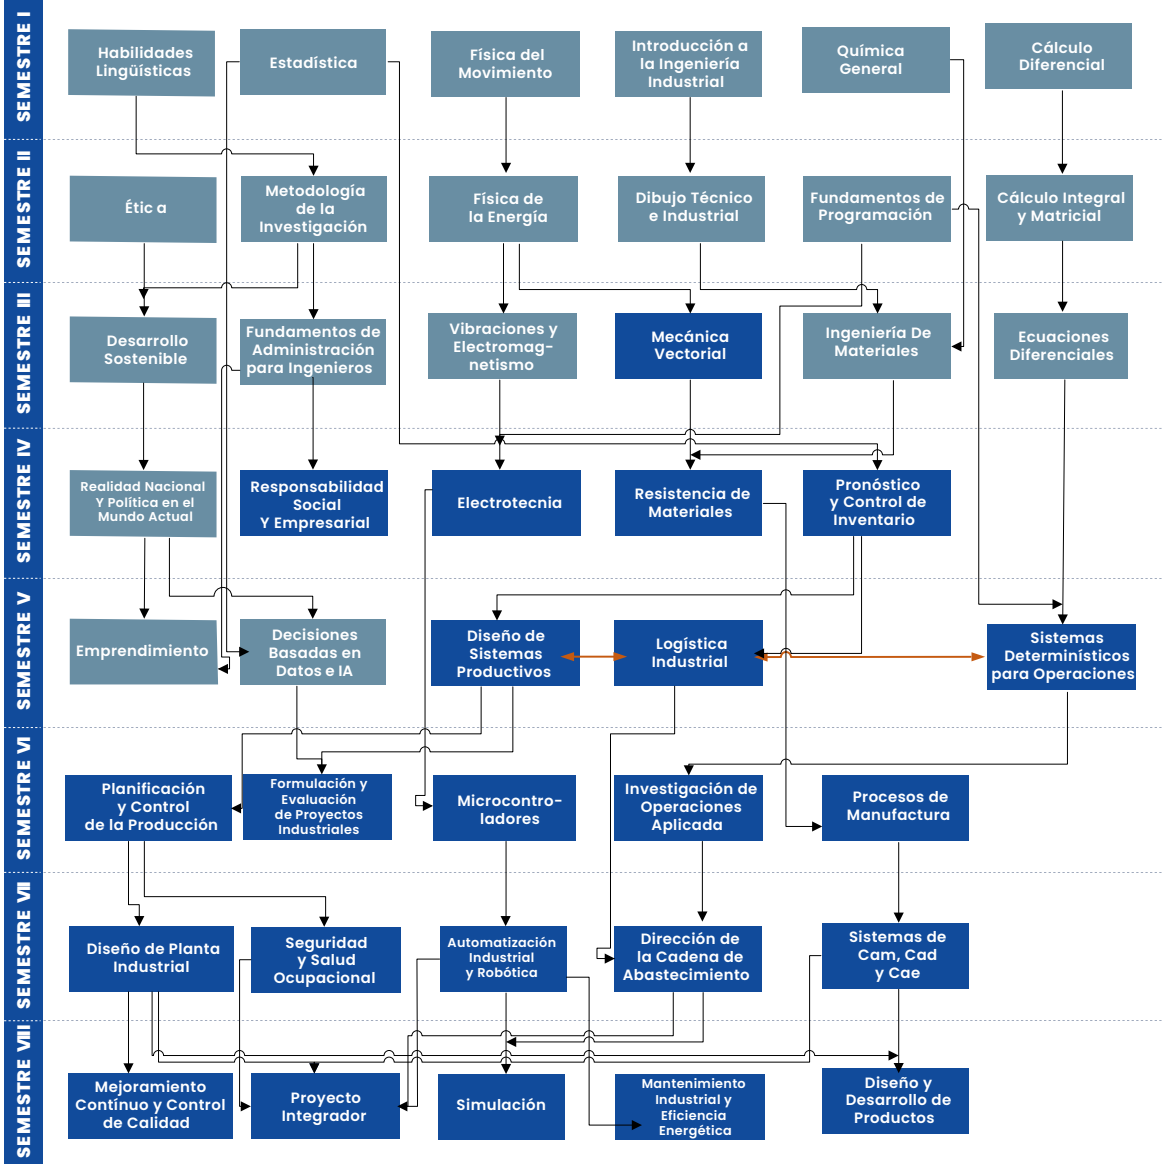 SEMESTRE I
Habilidades
Lingüísticas
Estadística
Física del
Movimiento
Introducción a
la Ingeniería
Industrial
Química
General
Cálculo
Diferencial
SEMESTRE II
Étic a
Metodología
de la
Investigación
Física de
la Energía
Dibujo Técnico
e Industrial
Fundamentos de
Programación
Cálculo Integral
y Matricial
SEMESTRE III
Desarrollo
Sostenible
Fundamentos de
Administración
para Ingenieros
Vibraciones y
Electromag-
netismo
Mecánica
Vectorial
Ingeniería De
Materiales
Ecuaciones
Diferenciales
SEMESTRE IV
Realidad Nacional
Y Política en el
Mundo Actual
Responsabilidad
Social
Y Empresarial
Electrotecnia
Resistencia de
Materiales
Pronóstico
y Control de
Inventario
SEMESTRE V
Emprendimiento
Decisiones
Basadas en
Datos e IA
Diseño de
Sistemas
Productivos
Logística
Industrial
Sistemas
Determinísticos
para Operaciones
SEMESTRE VI
Planificación
y Control
de la Producción
Formulación y
Evaluación
de Proyectos
Industriales
Microcontro-
ladores
Investigación de
Operaciones
Aplicada
Procesos de
Manufactura
SEMESTRE VII
Diseño de Planta
Industrial
Seguridad
y Salud
Ocupacional
Automatización
Industrial
y Robótica
Dirección de
la Cadena de
Abastecimiento
Sistemas de
Cam, Cad
y Cae
SEMESTRE VIII
Mejoramiento
Contínuo y Control
de Calidad
Proyecto
Integrador
Simulación
Mantenimiento
Industrial y
Eficiencia
Energética
Diseño y
Desarrollo de
Productos